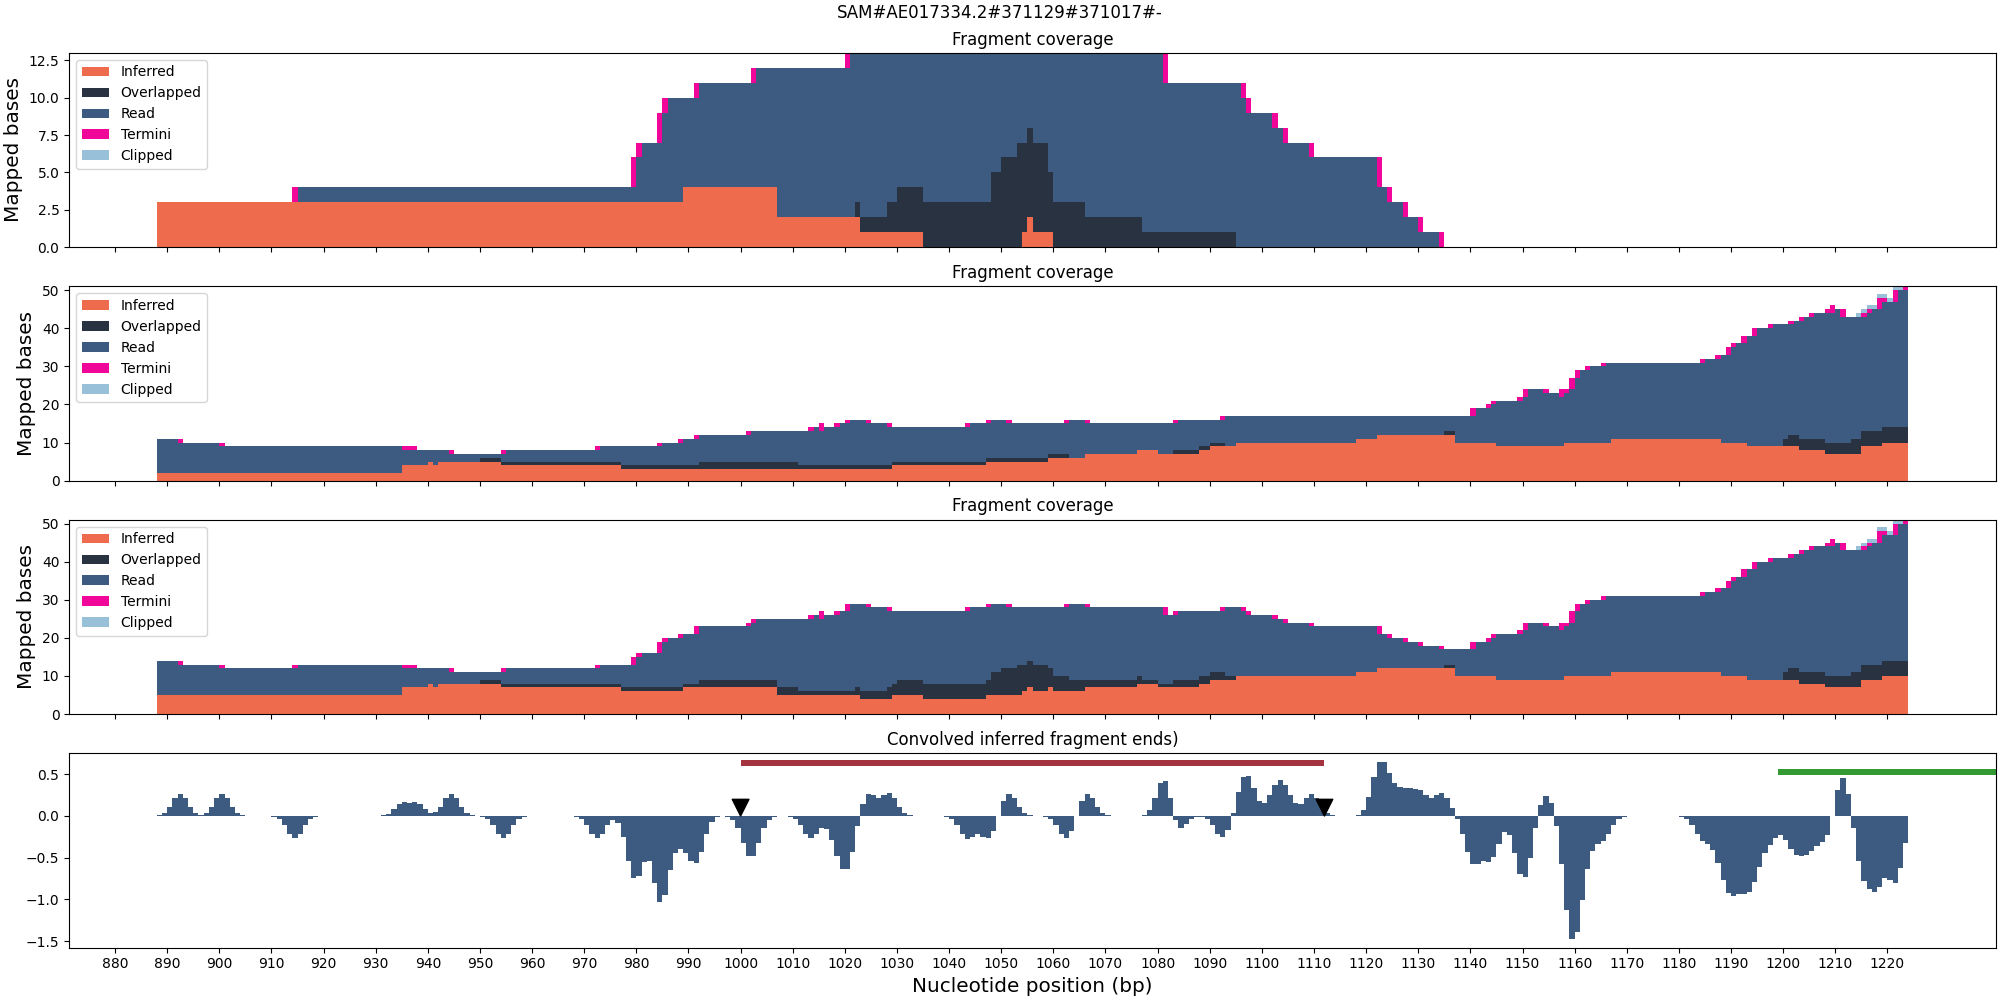 SAM#AE017334.2#371129#371017#-
Fragment coverage
Mapped bases
12.5
10.0
7.5
5.0
2.5
0.0
Inferred
Overlapped
Read
Termini
Clipped
Fragment coverage
Mapped bases
50
40
30
20
10
0
Inferred
Overlapped
Read
Termini
Clipped
Fragment coverage
Mapped bases
50
40
30
20
10
0
Inferred
Overlapped
Read
Termini
Clipped
Convolved inferred fragment ends)
0.5
0.0
−0.5
−1.0
−1.5
880 890 900 910 920 930 940 950 960 970 980 990 1000 1010 1020 1030 1040 1050 1060 1070 1080 1090 1100 1110 1120 1130 1140 1150 1160 1170 1180 1190 1200 1210 1220
Nucleotide position (bp)